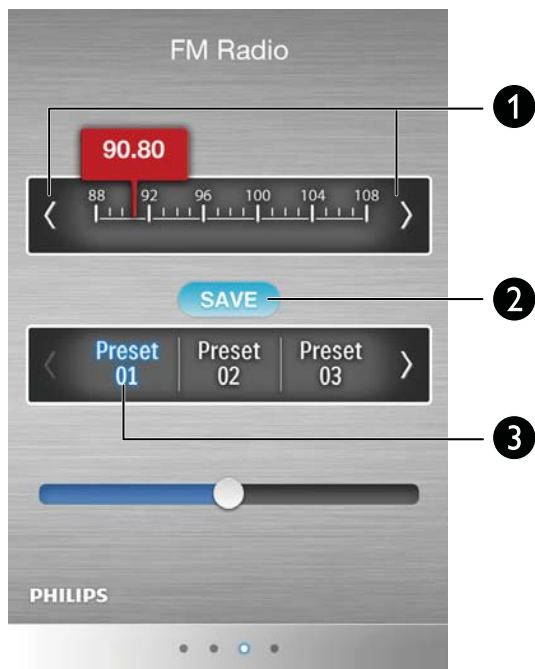 FM Radio
1
90.80
88 92 96 100 104 108
SAVE
2
Preset 01
Preset 02
Preset 03
3
PHILIPS